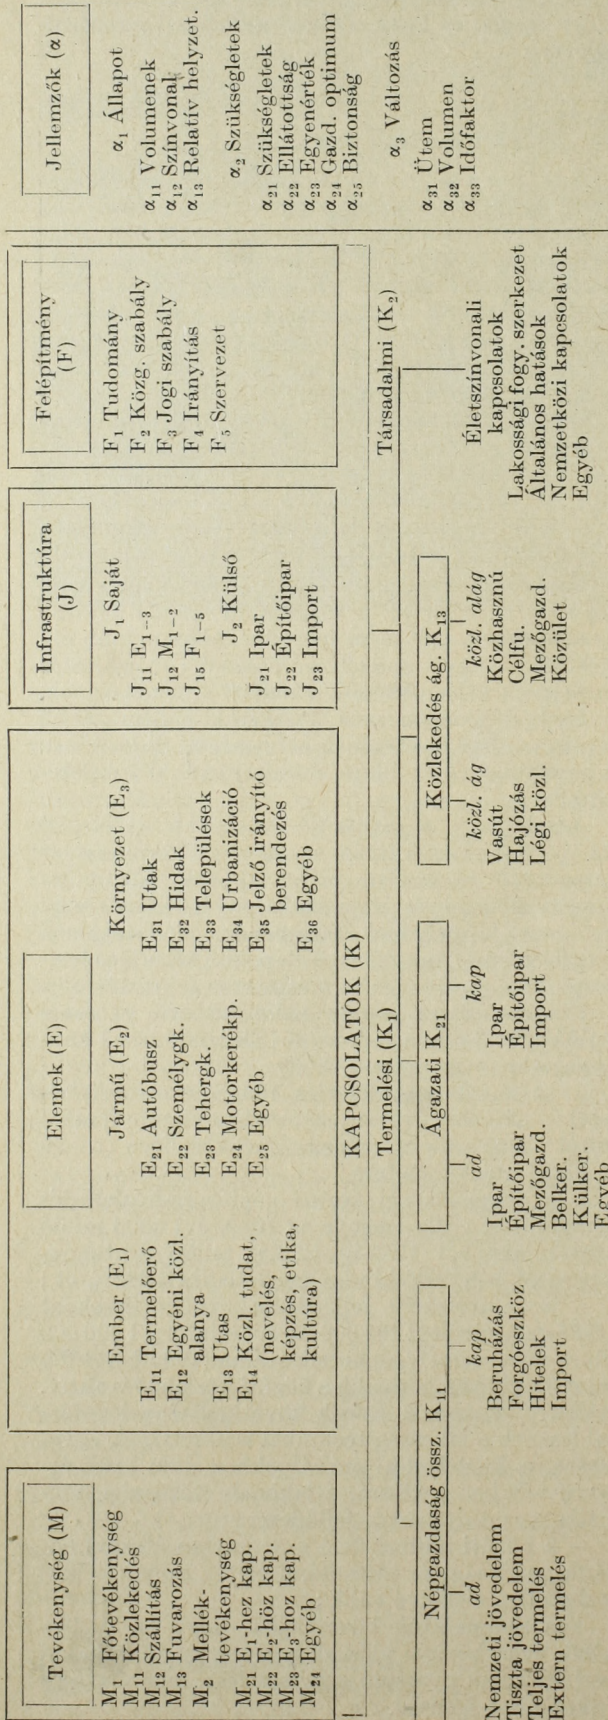 Tevékenység (M)
M₁ Főtevékenység
M₁₁ Közlekedés
M₁₂ Szállítás
M₁₃ Fuvarozás
M₂ Mellék-
tevékenység
M₂₁ E₁-hez kap.
M₂₂ E₂-höz kap.
M₂₃ E₃-hoz kap.
M₂₄ Egyéb
Elemek (E)
Ember (E₁)
E₁₁ Termelőerő
E₁₂ Egyéni közl.
alanya
E₁₃ Utas
E₁₄ Közl. tudat,
(nevelés,
képzés, etika,
kultúra)
Jármű (E₂)
E₂₁ Autóbusz
E₂₂ Személygk.
E₂₃ Tehergk.
E₂₄ Motorkerékp.
E₂₅ Egyéb
Környezet (E₃)
E₃₁ Utak
E₃₂ Hidak
E₃₃ Települések
E₃₄ Urbanizáció
E₃₅ Jelző irányító
berendezés
E₃₆ Egyéb
Infrastruktúra
(J)
J₁ Saját
J₁₁ E₁₋₃
J₁₂ M₁₋₂
J₁₅ F₁₋₅
J₂ Külső
J₂₁ Ipar
J₂₂ Építőipar
J₂₃ Import
Felépítmény
(F)
F₁ Tudomány
F₂ Közg. szabály
F₃ Jogi szabály
F₄ Irányítás
F₅ Szervezet
Jellemzők (α)
α₁ Állapot
α₁₁ Volumenek
α₁₂ Színvonal
α₁₃ Relatív helyzet.
α₂ Szükségletek
α₂₁ Szükségletek
α₂₂ Ellátottság
α₂₃ Egyenérték
α₂₄ Gazd. optimum
α₂₅ Biztonság
α₃ Változás
α₃₁ Ütem
α₃₂ Volumen
α₃₃ Időfaktor
KAPCSOLATOK (K)
Termelési (K₁)
Társadalmi (K₂)
Népgazdaság össz. K₁₁
ad
Nemzeti jövedelem
Tiszta jövedelem
Teljes termelés
Extern termelés
kap
Beruházás
Forgóeszköz
Hitelek
Import
Ágazati K₂₁
ad
Ipar
Építőipar
Mezőgazd.
Belker.
Külker.
Egyéb
kap
Ipar
Építőipar
Import
Közlekedés ág. K₁₃
közl. ág
Vasút
Hajózás
Légi közl.
közl. alág
Közhasznú
Célfu.
Mezőgazd.
Közület
Életszínvonali
kapcsolatok
Lakossági fogy. szerkezet
Általános hatások
Nemzetközi kapcsolatok
Egyéb